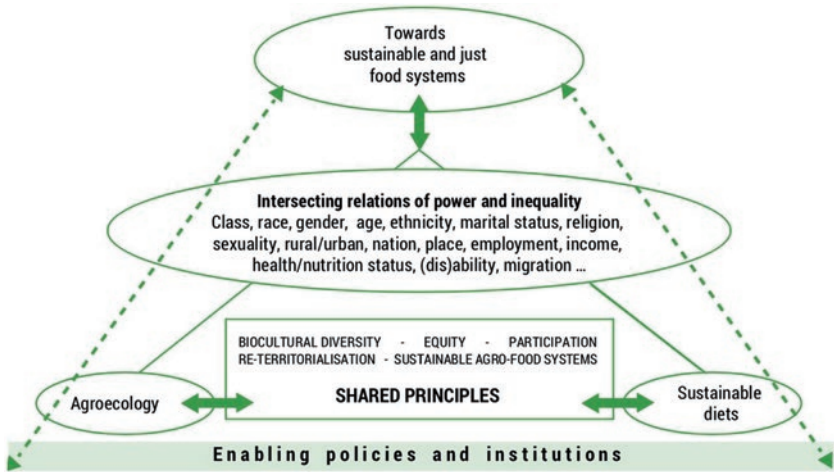 Towards
sustainable and just
food systems
Intersecting relations of power and inequality
Class, race, gender, age, ethnicity, marital status, religion,
sexuality, rural/urban, nation, place, employment, income,
health/nutrition status, (dis)ability, migration ...
BIOCULTURAL DIVERSITY - EQUITY - PARTICIPATION
RE-TERRITORIALISATION - SUSTAINABLE AGRO-FOOD SYSTEMS
SHARED PRINCIPLES
Agroecology
Sustainable
diets
Enabling policies and institutions